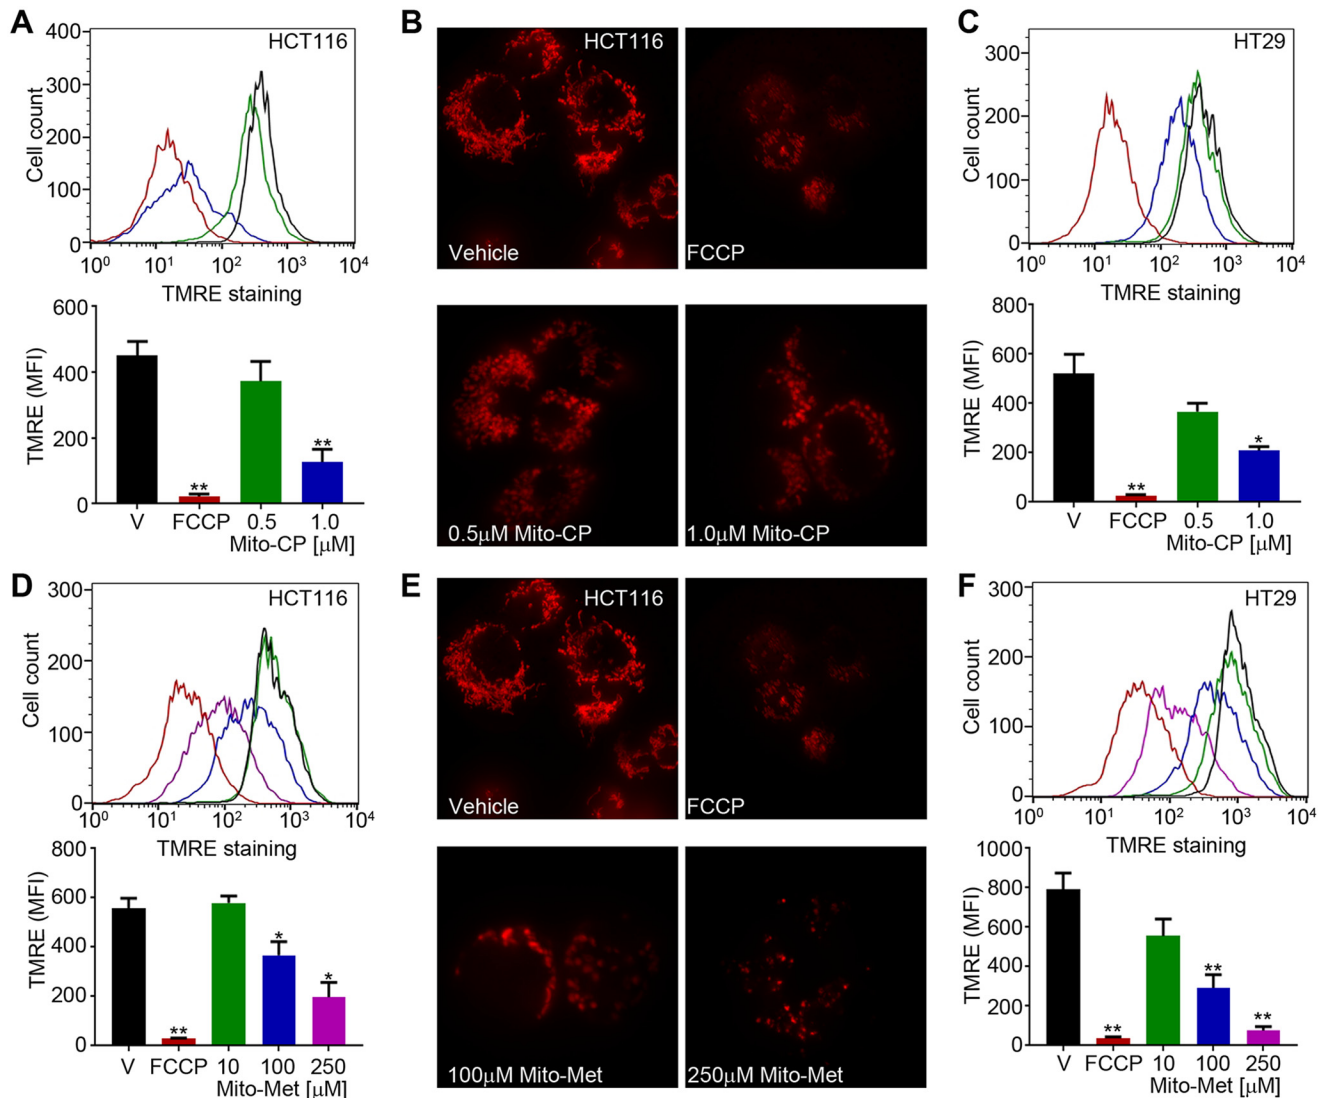 A
HCT116
Cell count
400
300
200
100
0
10⁰ 10¹ 10² 10³ 10⁴
TMRE staining
TMRE (MFI)
600
400
200
0
**
**
V FCCP 0.5 1.0
Mito-CP [μM]
B
HCT116
Vehicle
FCCP
0.5μM Mito-CP
1.0μM Mito-CP
C
HT29
Cell count
300
200
100
0
10⁰ 10¹ 10² 10³ 10⁴
TMRE staining
TMRE (MFI)
800
600
400
200
0
**
*
V FCCP 0.5 1.0
Mito-CP [μM]
D
HCT116
Cell count
300
200
100
0
10⁰ 10¹ 10² 10³ 10⁴
TMRE staining
TMRE (MFI)
800
600
400
200
0
**
*
*
V FCCP 10 100 250
Mito-Met [μM]
E
HCT116
Vehicle
FCCP
100μM Mito-Met
250μM Mito-Met
F
HT29
Cell count
300
200
100
0
10⁰ 10¹ 10² 10³ 10⁴
TMRE staining
TMRE (MFI)
1000
800
600
400
200
0
**
**
**
V FCCP 10 100 250
Mito-Met [μM]